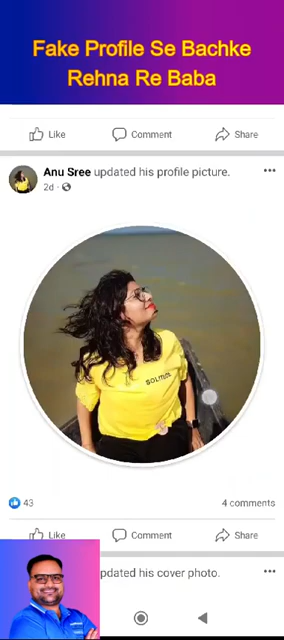 Fake Profile Se Bachke
Rehna Re Baba
Like Comment Share
Anu Sree updated his profile picture.
2d ·
SOLITUDE
43 4 comments
Like Comment Share
pdated his cover photo.